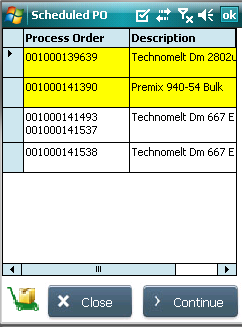 Scheduled PO ok
Process Order Description
001000139639 Technomelt Dm 2802u
001000141390 Premix 940-54 Bulk
001000141493 Technomelt Dm 667 E
001000141537
001000141538 Technomelt Dm 667 E
Close Continue